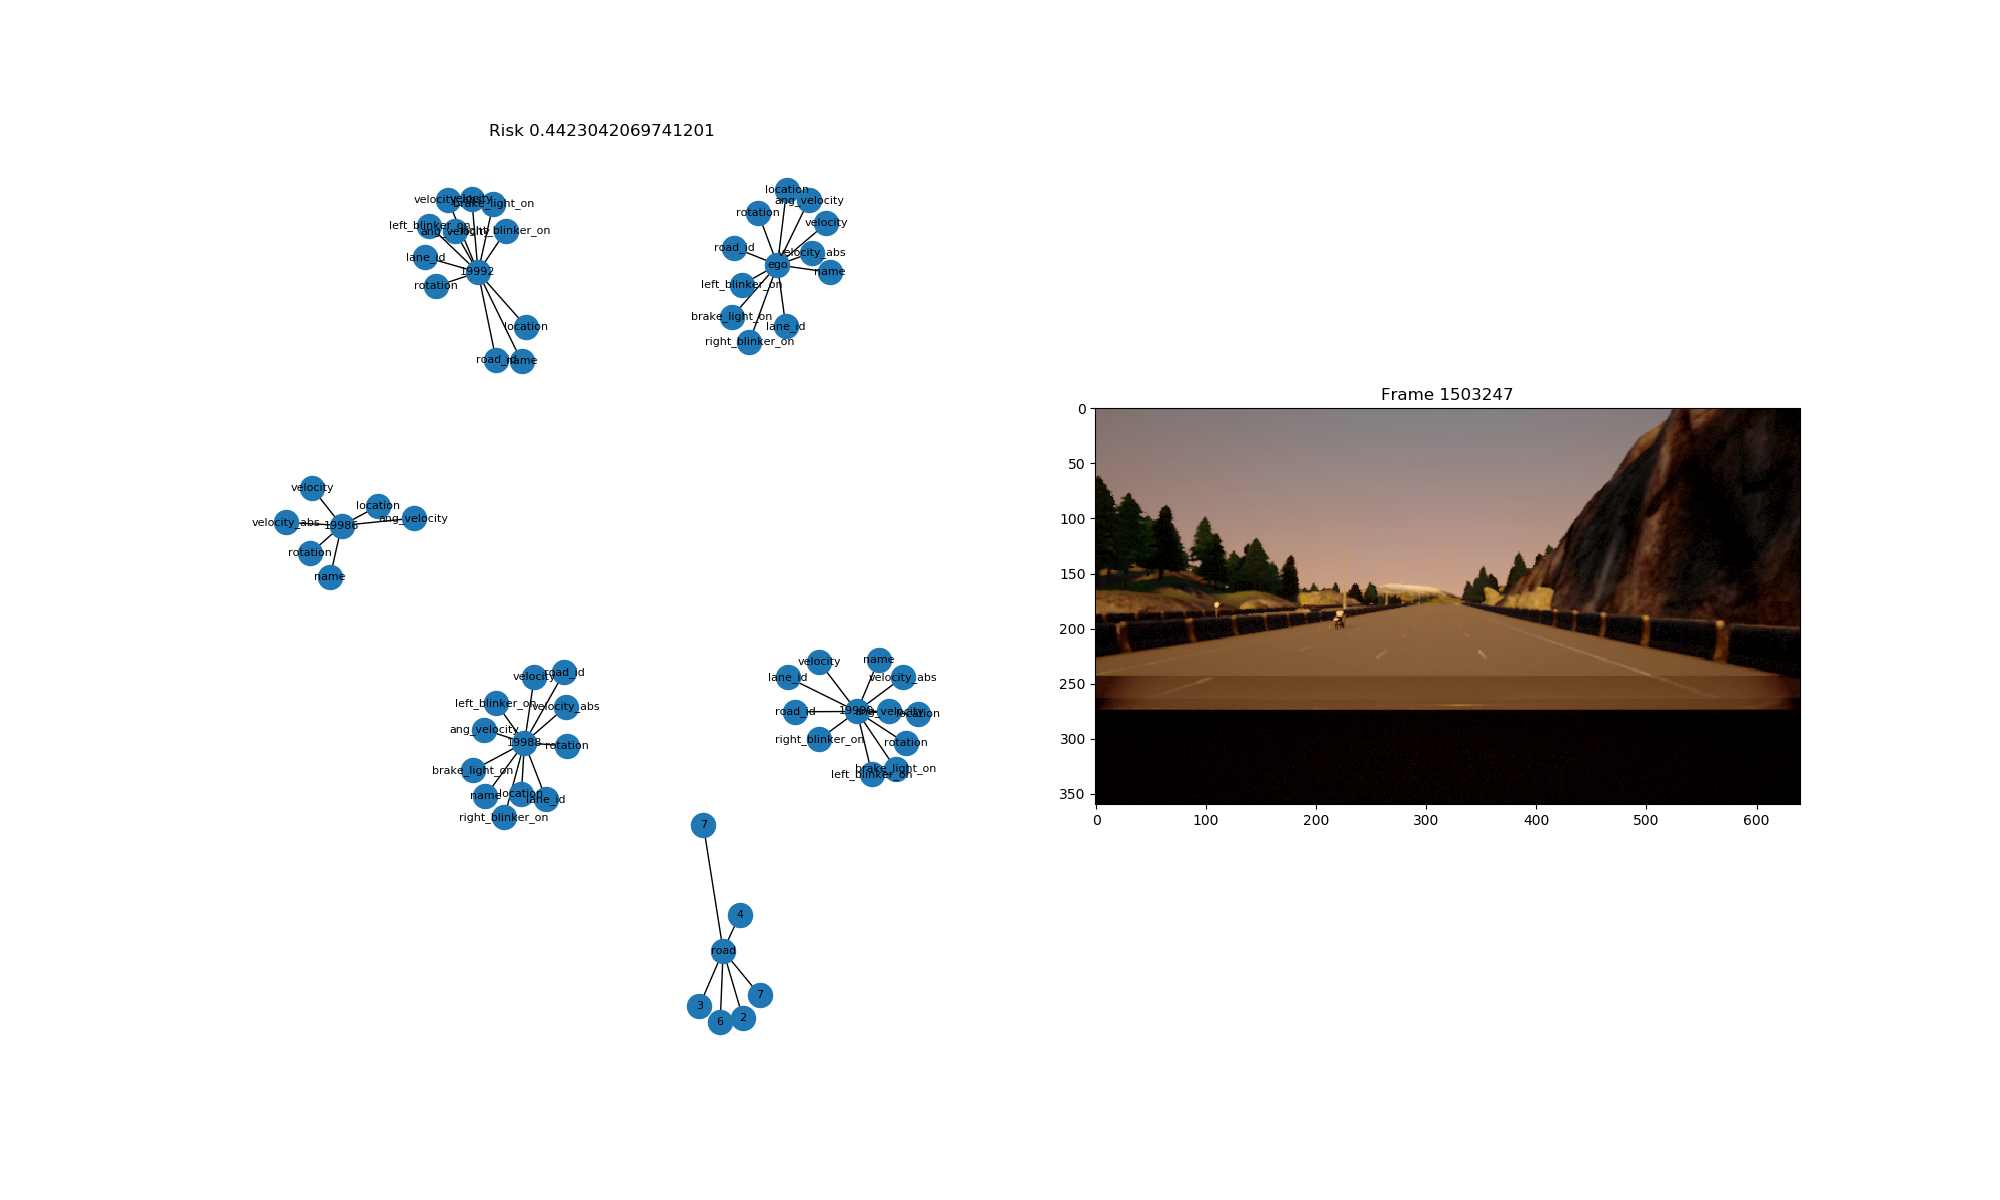 Risk 0.4423042069741201
velocity_abs
velocity
brake_light_on
left_blinker_on
ang_velocity
right_blinker_on
lane_id
19992
rotation
location
road_id
name
location
ang_velocity
rotation
velocity
road_id
velocity_abs
ego
name
left_blinker_on
brake_light_on
lane_id
right_blinker_on
velocity
location
velocity_abs
19986
ang_velocity
rotation
name
velocity
road_id
left_blinker_on
velocity_abs
ang_velocity
19988
rotation
brake_light_on
name
location
lane_id
right_blinker_on
velocity
name
lane_id
velocity_abs
road_id
ang_velocity
location
right_blinker_on
rotation
left_blinker_on
brake_light_on
7
4
road
3
6
2
7
Frame 1503247
0
50
100
150
200
250
300
350
0
100
200
300
400
500
600